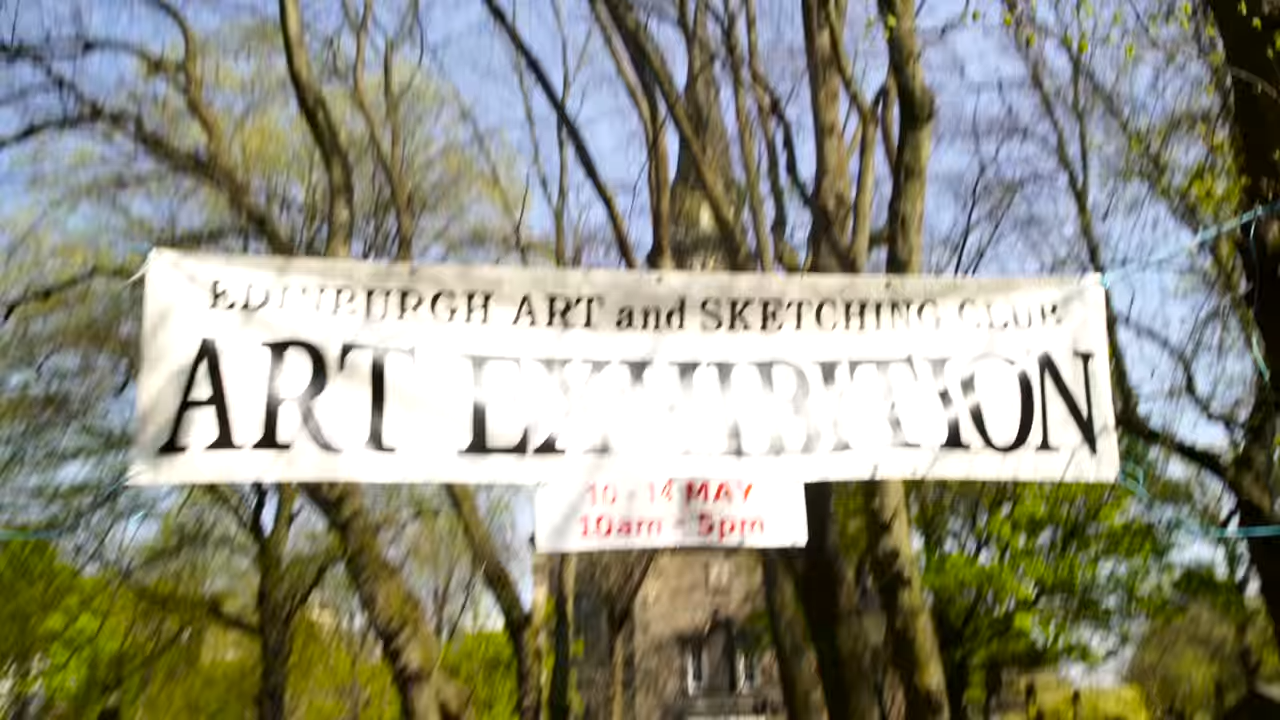 EDINBURGH ART and SKETCHING CLUB
ART EXHIBITION
10 - 14 MAY
10am - 5pm